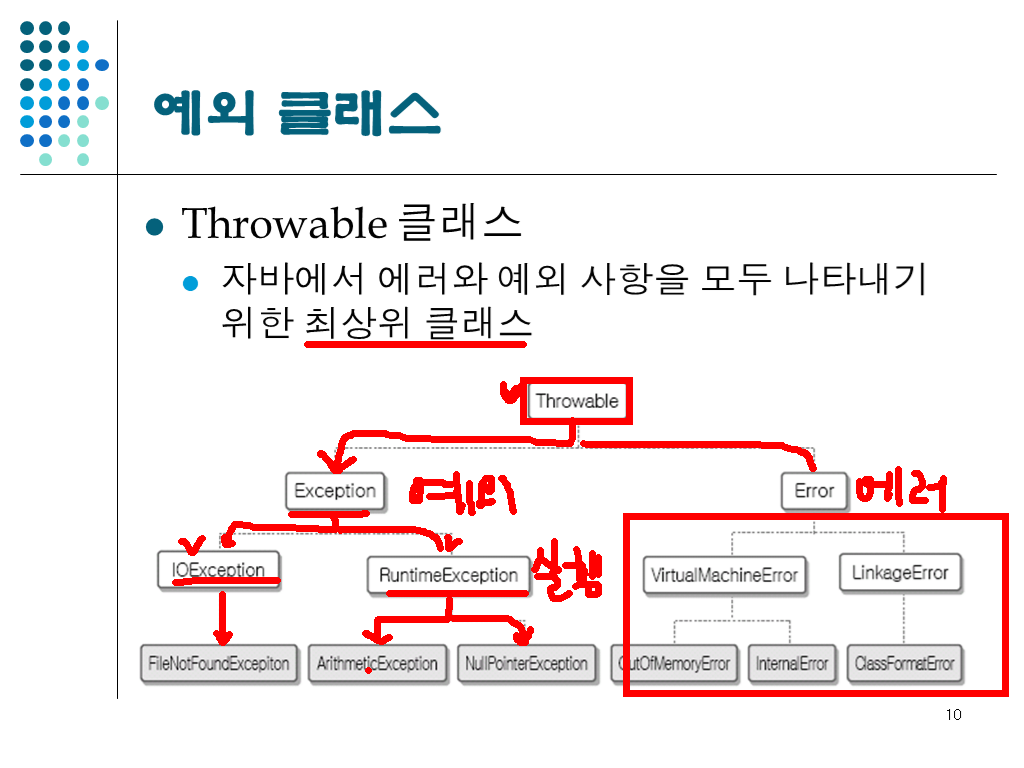 예외 클래스
Throwable 클래스
자바에서 에러와 예외 사항을 모두 나타내기
위한 최상위 클래스
Throwable
Exception 예외
Error 에러
IOException
RuntimeException 실행
VirtualMachineError
LinkageError
FileNotFoundExcepiton
ArithmeticException
NullPointerException
OutOfMemoryError
InternalError
ClassFormatError
10